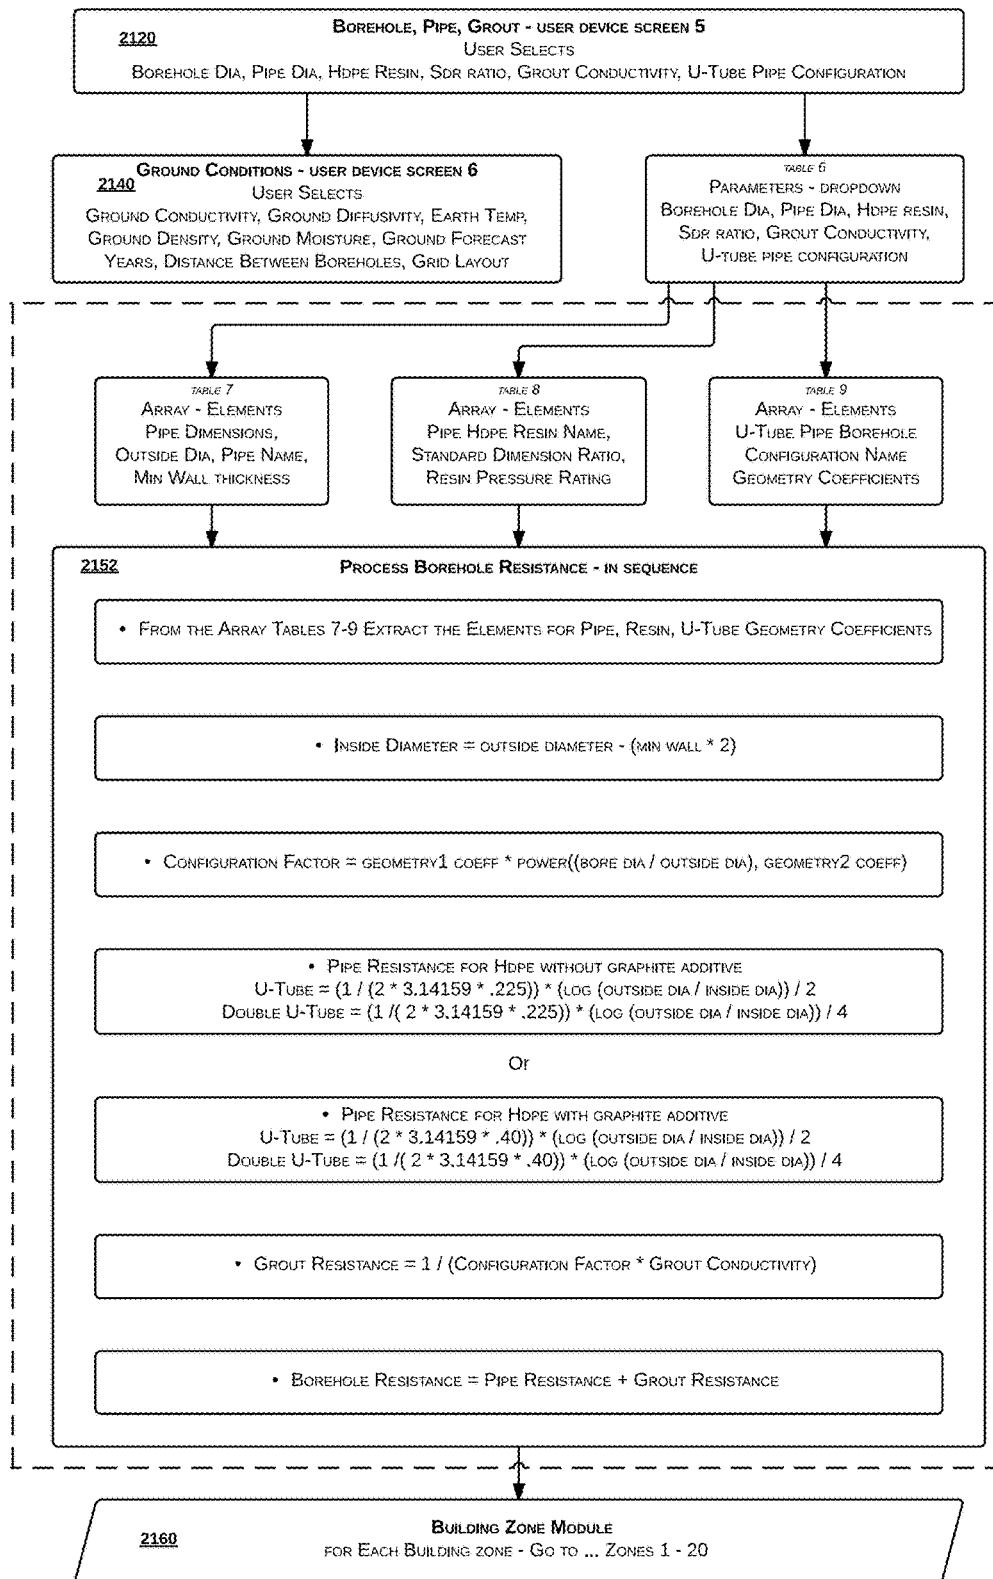 2120
Borehole, Pipe, Grout - user device screen 5
User Selects
Borehole Dia, Pipe Dia, Hdpe Resin, Sdr ratio, Grout Conductivity, U-Tube Pipe Configuration
2140
Ground Conditions - user device screen 6
User Selects
Ground Conductivity, Ground Diffusivity, Earth Temp,
Ground Density, Ground Moisture, Ground Forecast
Years, Distance Between Boreholes, Grid Layout
table 6
Parameters - dropdown
Borehole Dia, Pipe Dia, Hdpe resin,
Sdr ratio, Grout Conductivity,
U-tube pipe configuration
table 7
Array - Elements
Pipe Dimensions,
Outside Dia, Pipe Name,
Min Wall thickness
table 8
Array - Elements
Pipe Hdpe Resin Name,
Standard Dimension Ratio,
Resin Pressure Rating
table 9
Array - Elements
U-Tube Pipe Borehole
Configuration Name
Geometry Coefficients
2152
Process Borehole Resistance - in sequence
• From the Array Tables 7-9 Extract the Elements for Pipe, Resin, U-Tube Geometry Coefficients
• Inside Diameter = outside diameter - (min wall * 2)
• Configuration Factor = geometry1 coeff * power((bore dia / outside dia), geometry2 coeff)
• Pipe Resistance for Hdpe without graphite additive
U-Tube = (1 / (2 * 3.14159 * .225)) * (log (outside dia / inside dia)) / 2
Double U-Tube = (1 /( 2 * 3.14159 * .225)) * (log (outside dia / inside dia)) / 4
Or
• Pipe Resistance for Hdpe with graphite additive
U-Tube = (1 / (2 * 3.14159 * .40)) * (log (outside dia / inside dia)) / 2
Double U-Tube = (1 /( 2 * 3.14159 * .40)) * (log (outside dia / inside dia)) / 4
• Grout Resistance = 1 / (Configuration Factor * Grout Conductivity)
• Borehole Resistance = Pipe Resistance + Grout Resistance
2160
Building Zone Module
for Each Building zone - Go to ... Zones 1 - 20